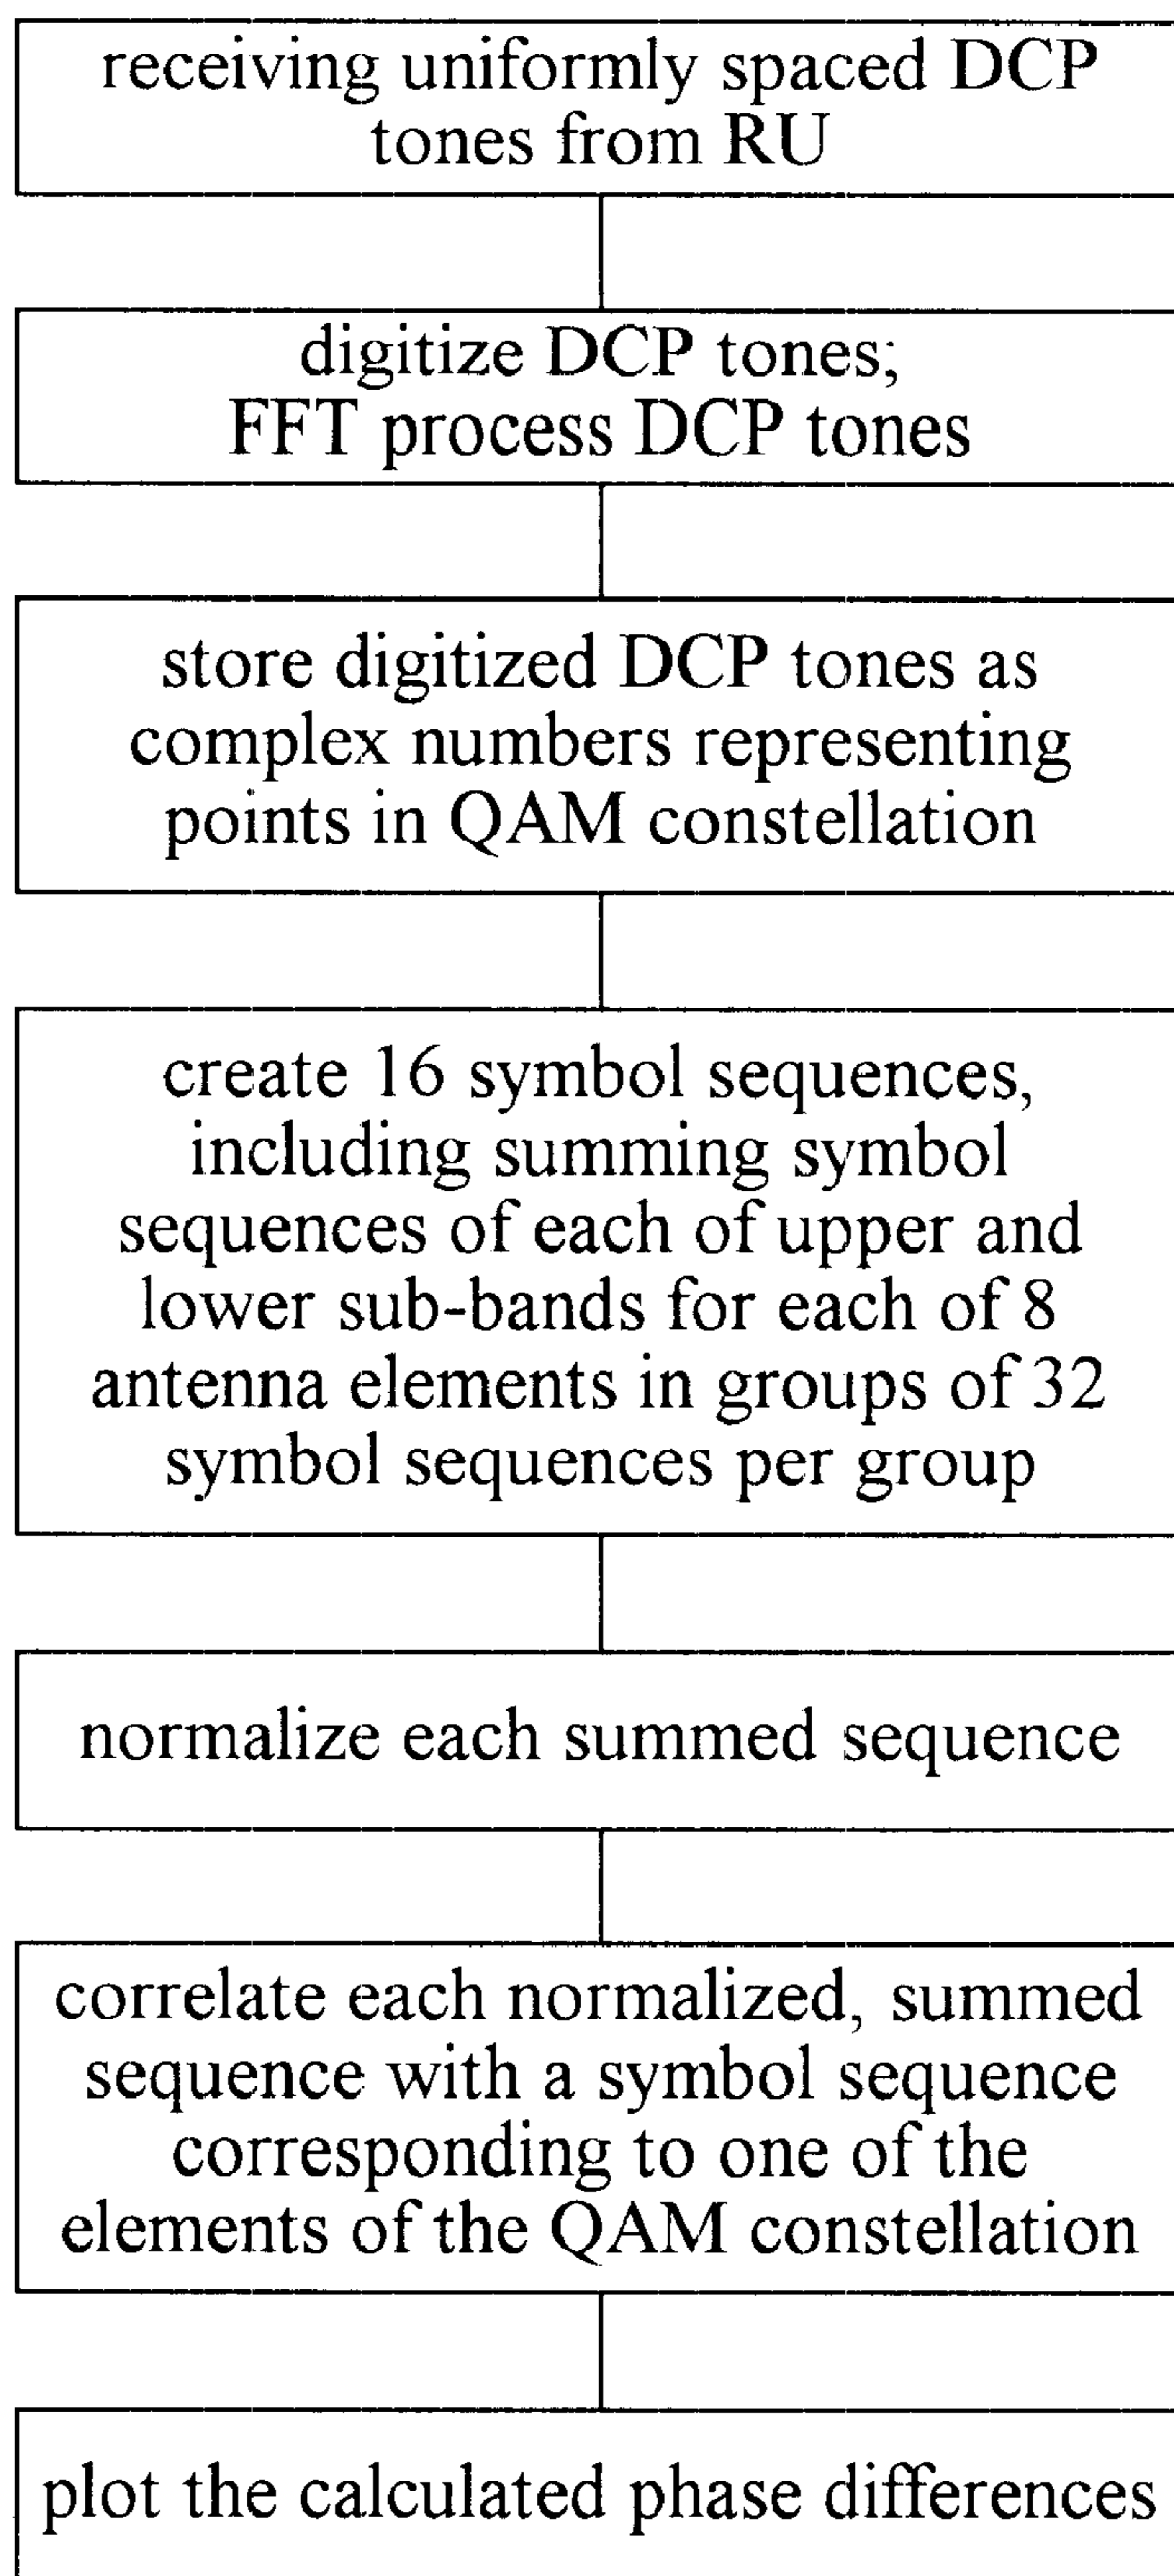 receiving uniformly spaced DCP
tones from RU
digitize DCP tones;
FFT process DCP tones
store digitized DCP tones as
complex numbers representing
points in QAM constellation
create 16 symbol sequences,
including summing symbol
sequences of each of upper and
lower sub-bands for each of 8
antenna elements in groups of 32
symbol sequences per group
normalize each summed sequence
correlate each normalized, summed
sequence with a symbol sequence
corresponding to one of the
elements of the QAM constellation
plot the calculated phase differences